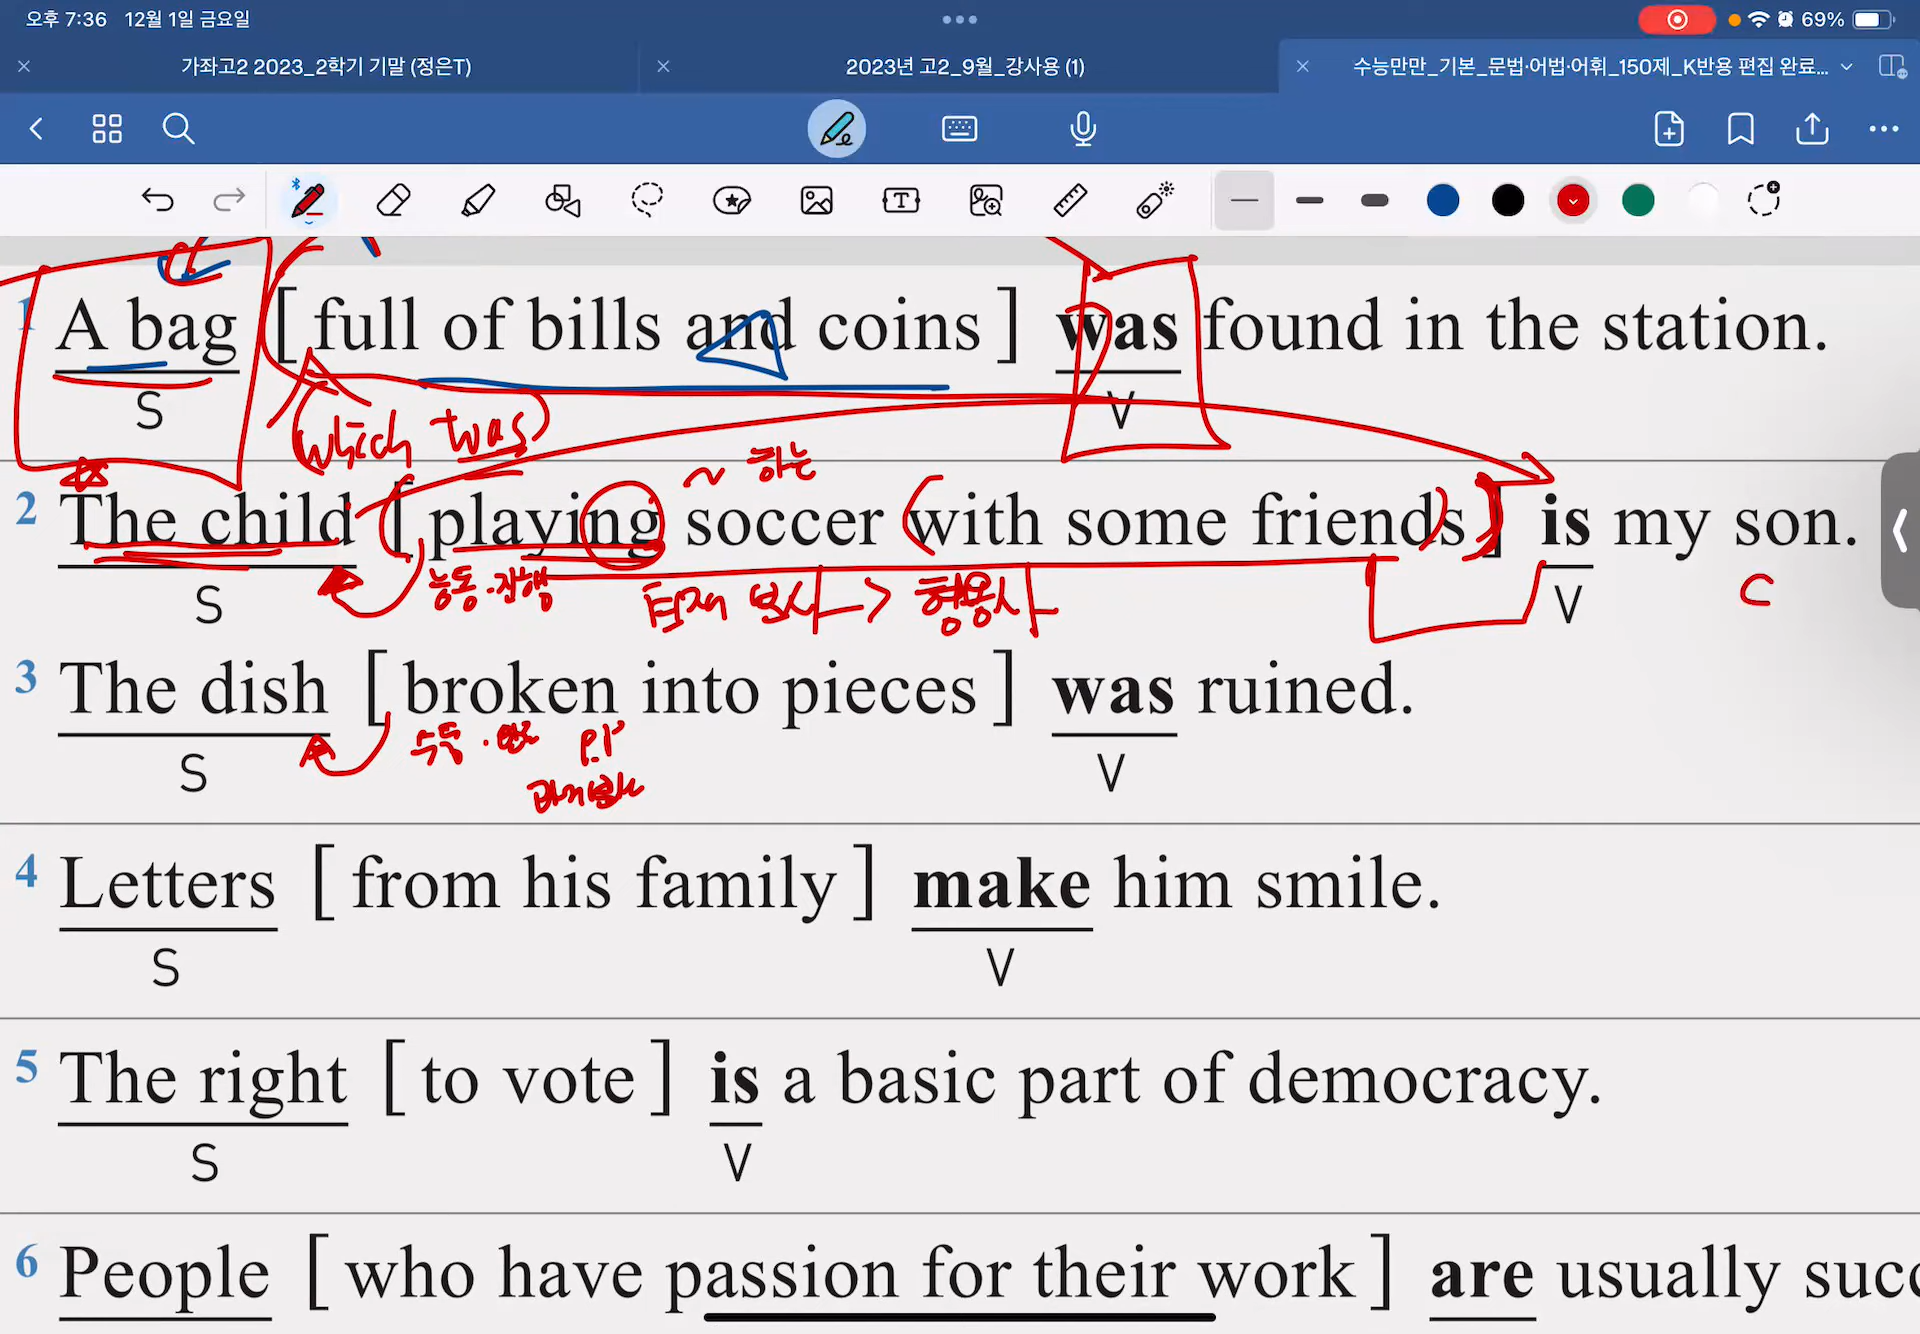 오후 7:36 12월 1일 금요일 69%
가좌고2 2023_2학기 기말 (정은T)
2023년 고2_9월_강사용 (1)
수능만만_기본_문법·어법·어휘_150제_K반용 편집 완료...
1 A bag [ full of bills and coins ] was found in the station.
S V
which was
~ 하는
2 The child [ playing soccer with some friends ] is my son.
S V C
능동·진행 현재 분사 > 형용사
3 The dish [ broken into pieces ] was ruined.
S V
수동·완료 p.p
과거분사
4 Letters [ from his family ] make him smile.
S V
5 The right [ to vote ] is a basic part of democracy.
S V
6 People [ who have passion for their work ] are usually succ